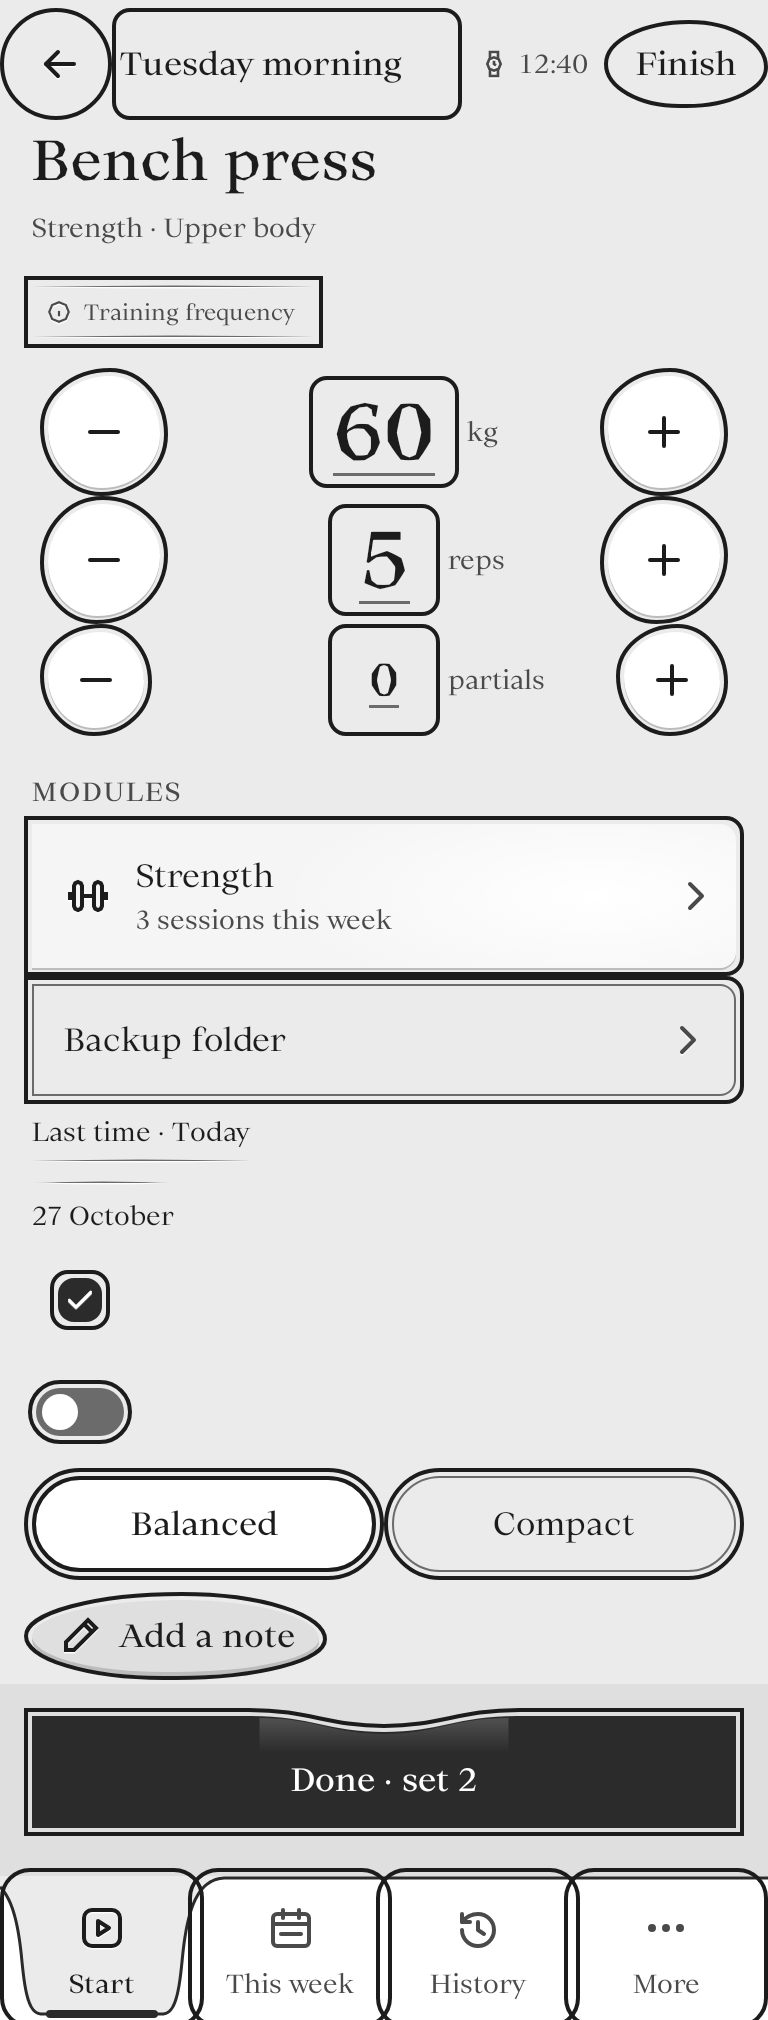 Tuesday morning
12:40
Finish
Bench press
Strength · Upper body
Training frequency
60 kg
5 reps
0 partials
MODULES
Strength
3 sessions this week
Backup folder
Last time · Today
27 October
Balanced
Compact
Add a note
Done · set 2
Start
This week
History
More